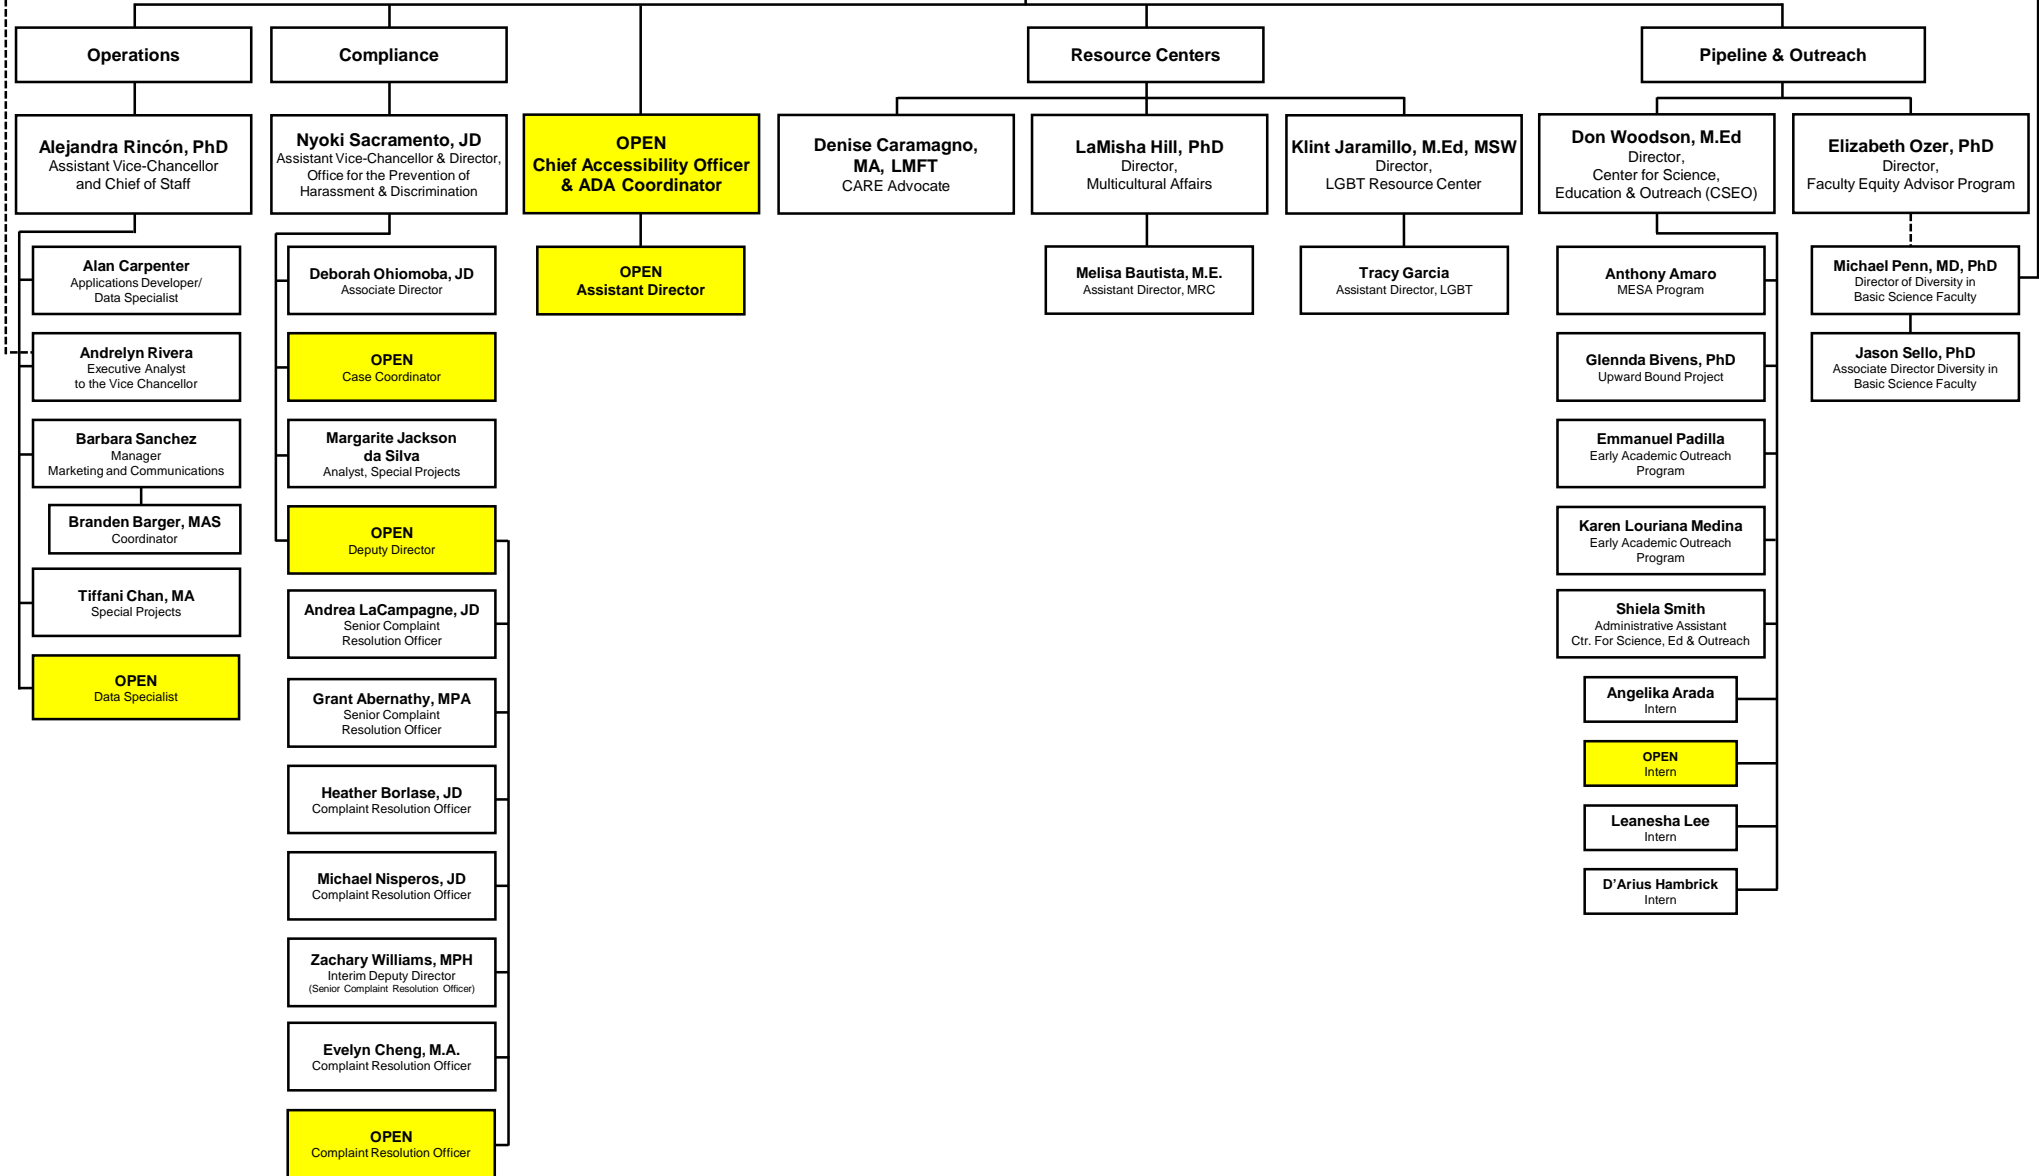 Operations
Compliance
Resource Centers
Pipeline & Outreach
Alejandra Rincón, PhD
Assistant Vice-Chancellor
and Chief of Staff
Nyoki Sacramento, JD
Assistant Vice-Chancellor & Director,
Office for the Prevention of
Harassment & Discrimination
OPEN
Chief Accessibility Officer
& ADA Coordinator
Denise Caramagno,
MA, LMFT
CARE Advocate
LaMisha Hill, PhD
Director,
Multicultural Affairs
Klint Jaramillo, M.Ed, MSW
Director,
LGBT Resource Center
Don Woodson, M.Ed
Director,
Center for Science,
Education & Outreach (CSEO)
Elizabeth Ozer, PhD
Director,
Faculty Equity Advisor Program
Alan Carpenter
Applications Developer/
Data Specialist
Andrelyn Rivera
Executive Analyst
to the Vice Chancellor
Barbara Sanchez
Manager
Marketing and Communications
Branden Barger, MAS
Coordinator
Tiffani Chan, MA
Special Projects
OPEN
Data Specialist
Deborah Ohiomoba, JD
Associate Director
OPEN
Case Coordinator
Margarite Jackson
da Silva
Analyst, Special Projects
OPEN
Deputy Director
Andrea LaCampagne, JD
Senior Complaint
Resolution Officer
Grant Abernathy, MPA
Senior Complaint
Resolution Officer
Heather Borlase, JD
Complaint Resolution Officer
Michael Nisperos, JD
Complaint Resolution Officer
Zachary Williams, MPH
Interim Deputy Director
(Senior Complaint Resolution Officer)
Evelyn Cheng, M.A.
Complaint Resolution Officer
OPEN
Complaint Resolution Officer
OPEN
Assistant Director
Melisa Bautista, M.E.
Assistant Director, MRC
Tracy Garcia
Assistant Director, LGBT
Anthony Amaro
MESA Program
Glennda Bivens, PhD
Upward Bound Project
Emmanuel Padilla
Early Academic Outreach
Program
Karen Louriana Medina
Early Academic Outreach
Program
Shiela Smith
Administrative Assistant
Ctr. For Science, Ed & Outreach
Angelika Arada
Intern
OPEN
Intern
Leanesha Lee
Intern
D’Arius Hambrick
Intern
Michael Penn, MD, PhD
Director of Diversity in
Basic Science Faculty
Jason Sello, PhD
Associate Director Diversity in
Basic Science Faculty